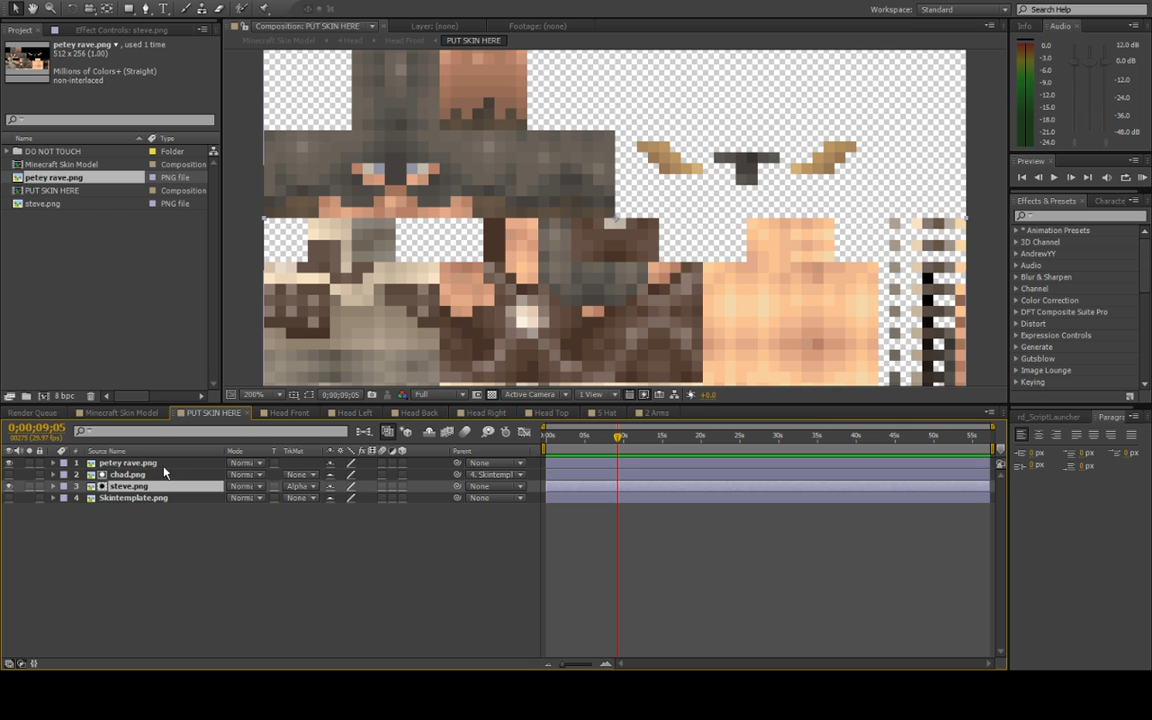 Workspace: Standard
Search Help
Project
Effect Controls: steve.png
Composition: PUT SKIN HERE
Layer: (none)
Footage: (none)
Info
Audio
petey rave.png ▾, used 1 time
512 x 256 (1.00)
Millions of Colors+ (Straight)
non-interlaced
Minecraft Skin Model
Head
Head Front
PUT SKIN HERE
0.0
-3.0
-6.0
-9.0
-12.0
-15.0
-18.0
-21.0
-24.0
12.0 dB
0.0 dB
-12.0
-24.0
-36.0
-48.0 dB
Name
Type
DO NOT TOUCH Folder
Minecraft Skin Model Composition
petey rave.png PNG file
PUT SKIN HERE Composition
steve.png PNG file
Preview
Effects & Presets
Characte
* Animation Presets
3D Channel
AndrewYY
Audio
Blur & Sharpen
Channel
Color Correction
DFT Composite Suite Pro
Distort
Expression Controls
Generate
Gutsblow
Image Lounge
Keying
8 bpc
200%
0;00;09;05
Full
Active Camera
1 View
+0.0
Render Queue
Minecraft Skin Model
PUT SKIN HERE
Head Front
Head Left
Head Back
Head Right
Head Top
5 Hat
2 Arms
rd_ScriptLauncher
Paragra
0;00;09;05
00275 (29.97 fps)
:00s 05s 10s 15s 20s 25s 30s 35s 40s 45s 50s 55s
# Source Name Mode T TrkMat Parent
1 petey rave.png Norma None
2 chad.png Norma None 4. Skintempl
3 steve.png Norma Alpha None
4 Skintemplate.png Norma None None
0 px 0 px
0 px 0 px
0 px